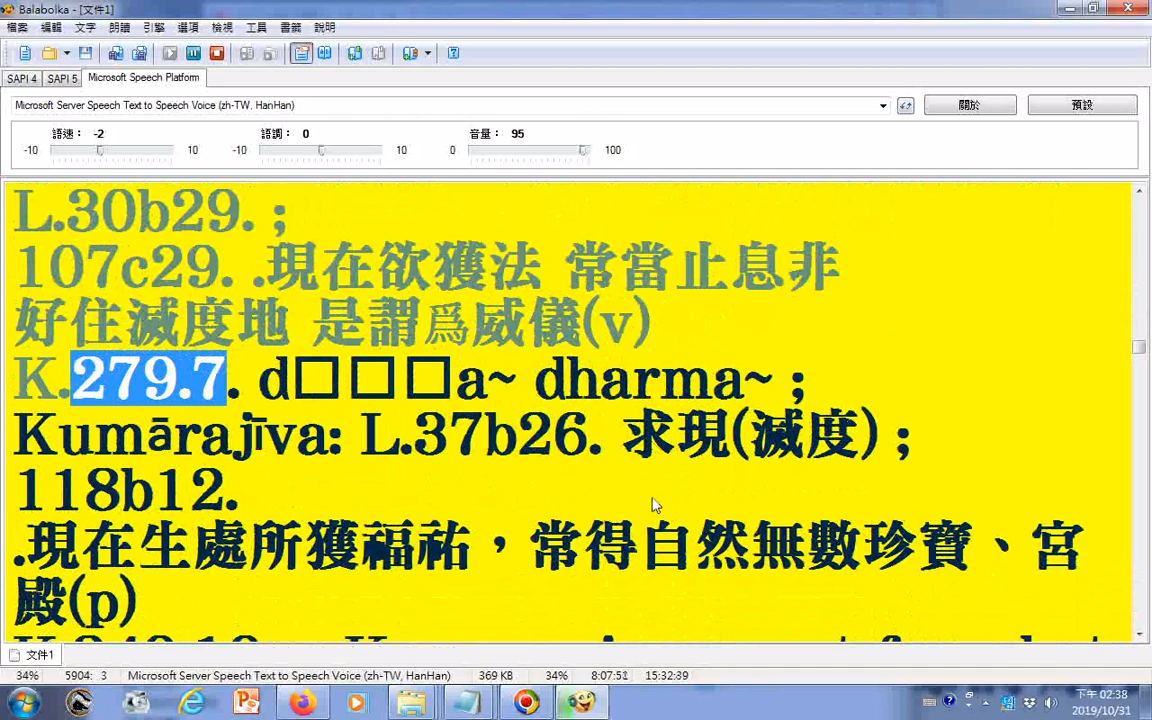 Balabolka - [文件1]
檔案 編輯 文字 朗讀 引擎 選項 檢視 工具 書籤 說明
SAPI 4 SAPI 5 Microsoft Speech Platform
Microsoft Server Speech Text to Speech Voice (zh-TW, HanHan)
關於 預設
語速： -2 語調： 0 音量： 95
-10 10 -10 10 0 100
L.30b29. ;
107c29. .現在欲獲法 常當止息非
好住滅度地 是謂爲威儀(v)
K.279.7. d□□□a~ dharma~ ;
Kumārajīva: L.37b26. 求現(滅度) ;
118b12.
.現在生處所獲福祐，常得自然無數珍寶、宮
殿(p)
文件1
34% 5904: 3 Microsoft Server Speech Text to Speech Voice (zh-TW, HanHan) 369 KB 34% 8:07:51 15:32:39
下午 02:38
2019/10/31